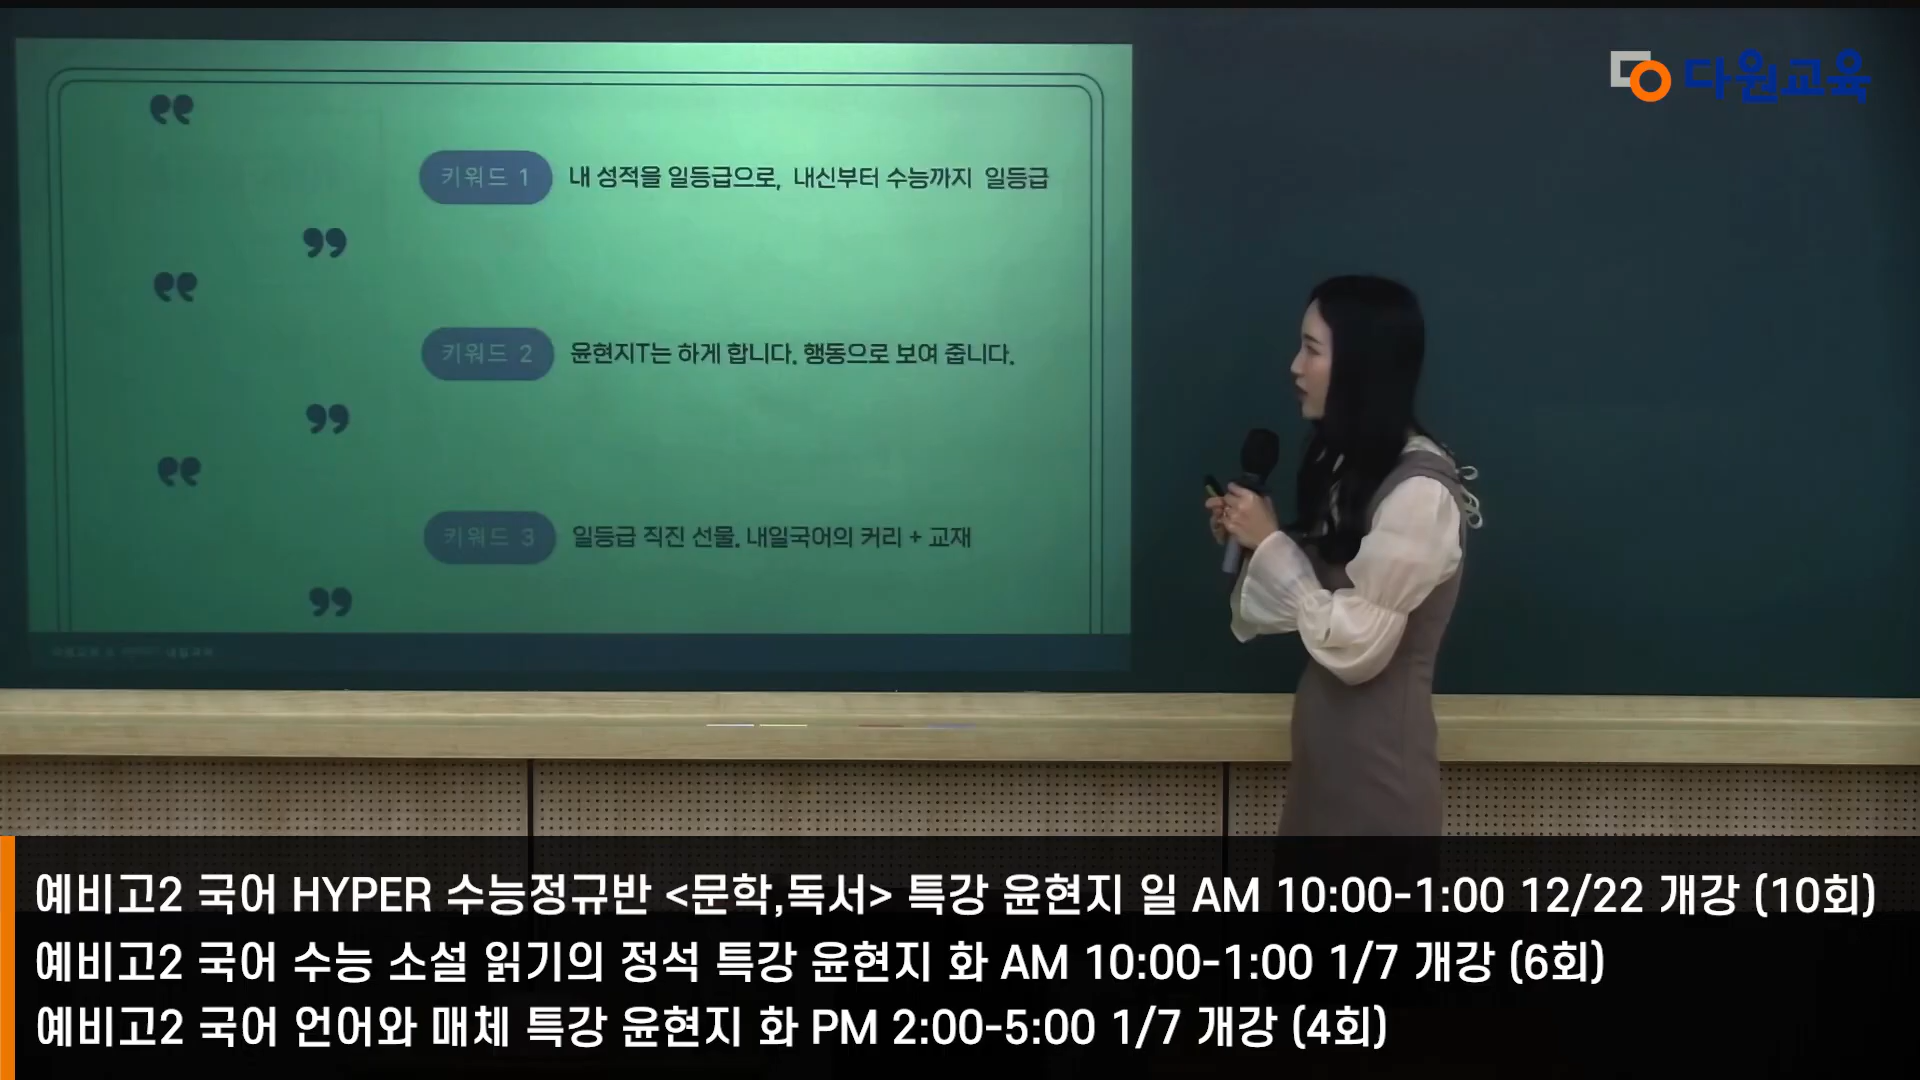 다원교육
키워드 1 내 성적을 일등급으로, 내신부터 수능까지 일등급
키워드 2 윤현지T는 하게 합니다. 행동으로 보여 줍니다.
키워드 3 일등급 직진 선물. 내일국어의 커리 + 교재
예비고2 국어 HYPER 수능정규반 <문학,독서> 특강 윤현지 일 AM 10:00-1:00 12/22 개강 (10회)
예비고2 국어 수능 소설 읽기의 정석 특강 윤현지 화 AM 10:00-1:00 1/7 개강 (6회)
예비고2 국어 언어와 매체 특강 윤현지 화 PM 2:00-5:00 1/7 개강 (4회)